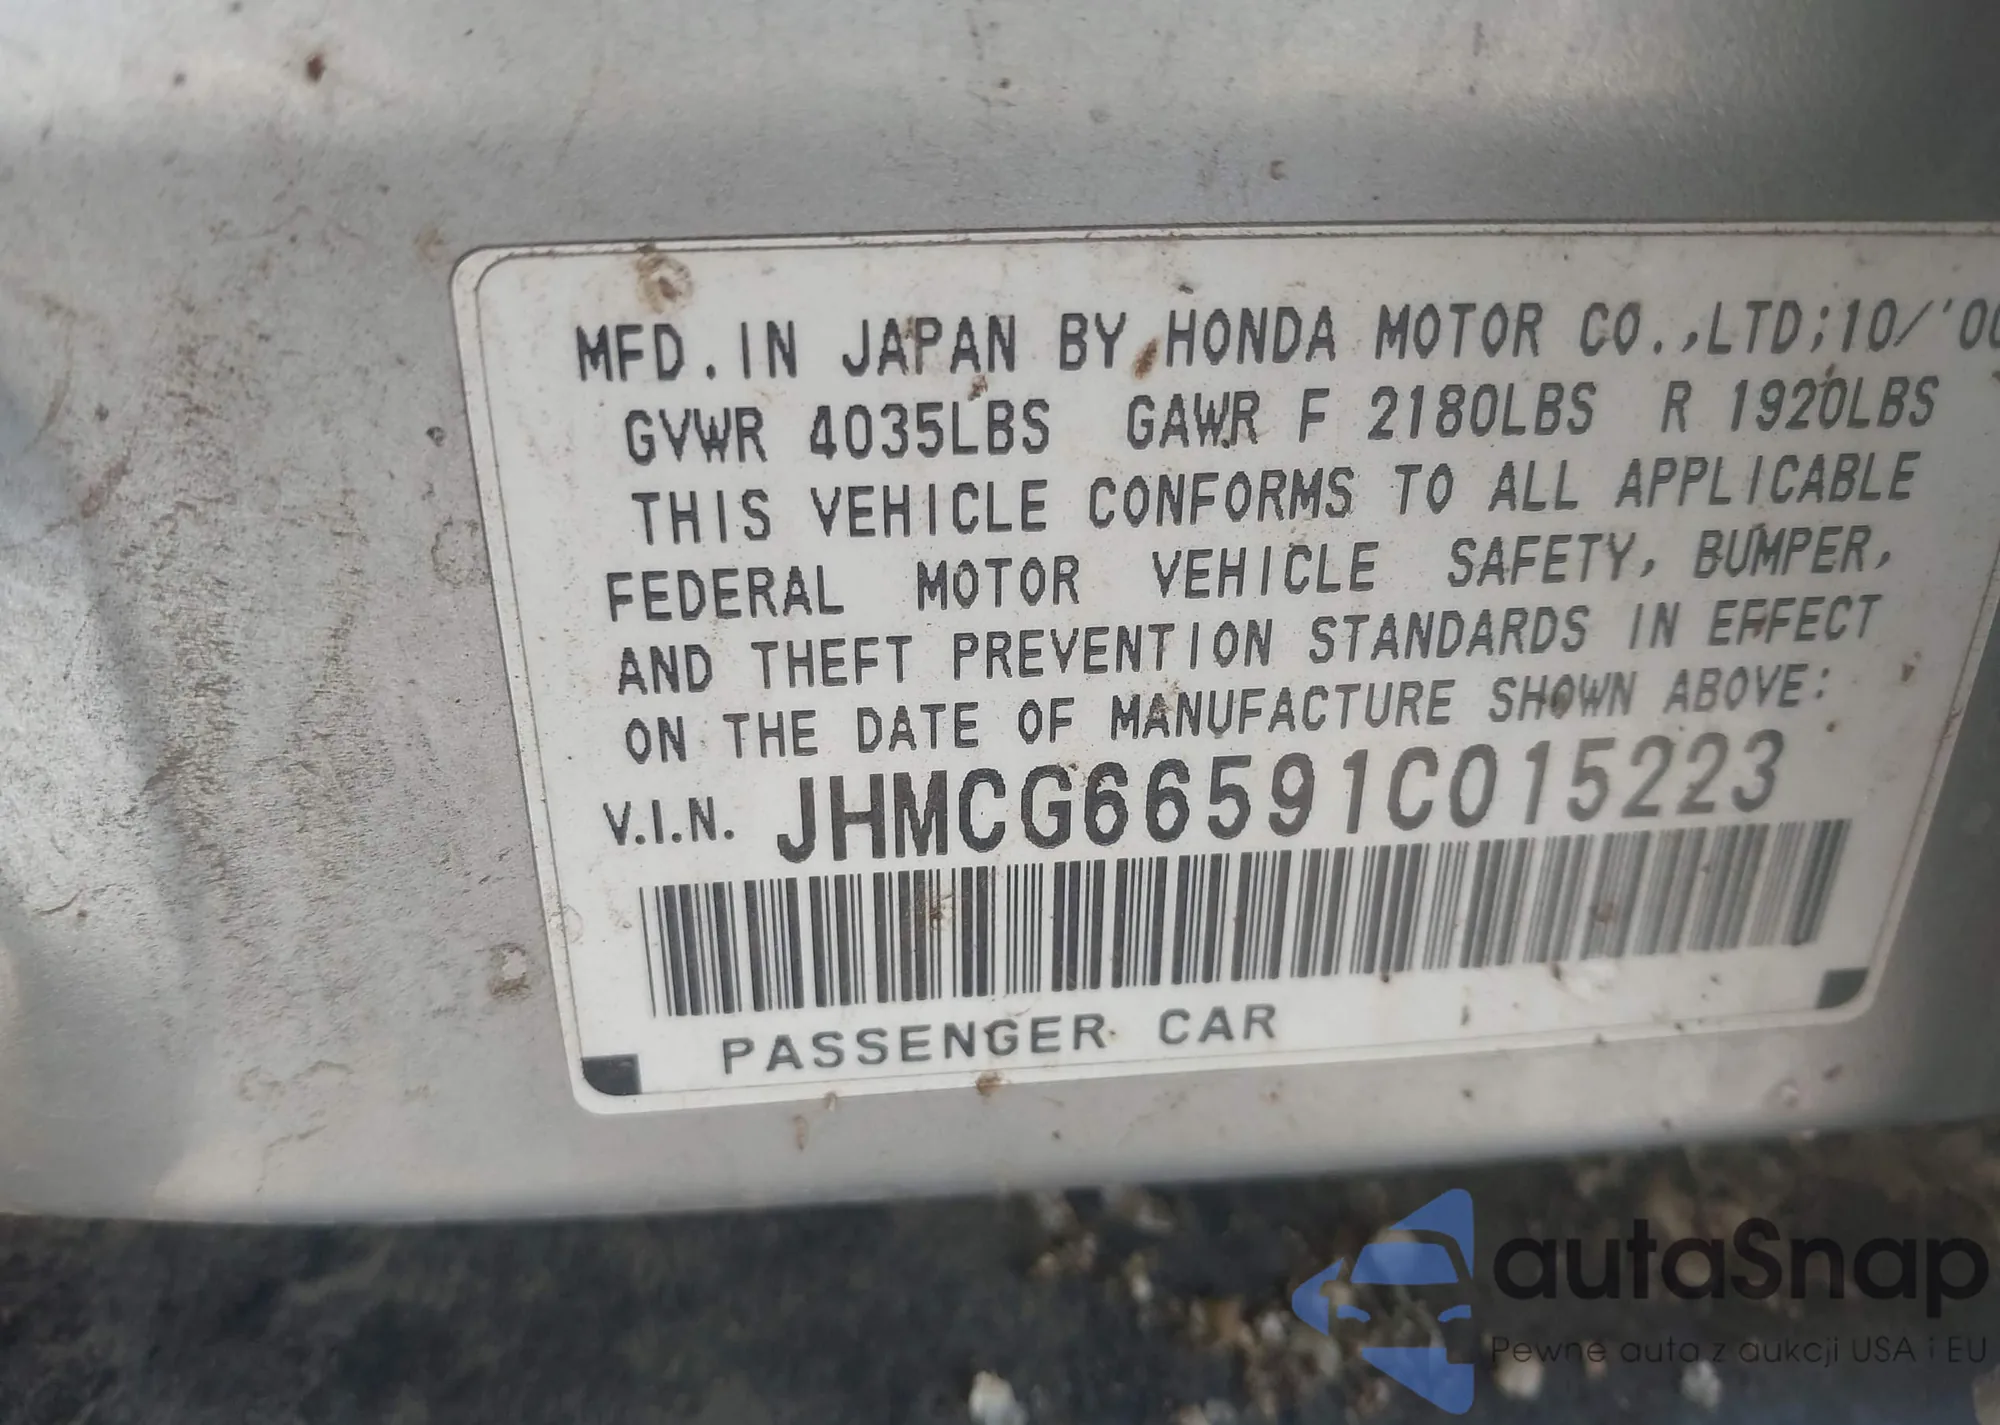 MFD. IN JAPAN BY HONDA MOTOR CO.,LTD;10/'00
GVWR 4035LBS GAWR F 2180LBS R 1920LBS
THIS VEHICLE CONFORMS TO ALL APPLICABLE
FEDERAL MOTOR VEHICLE SAFETY, BUMPER,
AND THEFT PREVENTION STANDARDS IN EFFECT
ON THE DATE OF MANUFACTURE SHOWN ABOVE:
V.I.N. JHMCG66591C015223
PASSENGER CAR
autaSnap
Pewne auta z aukcji USA i EU